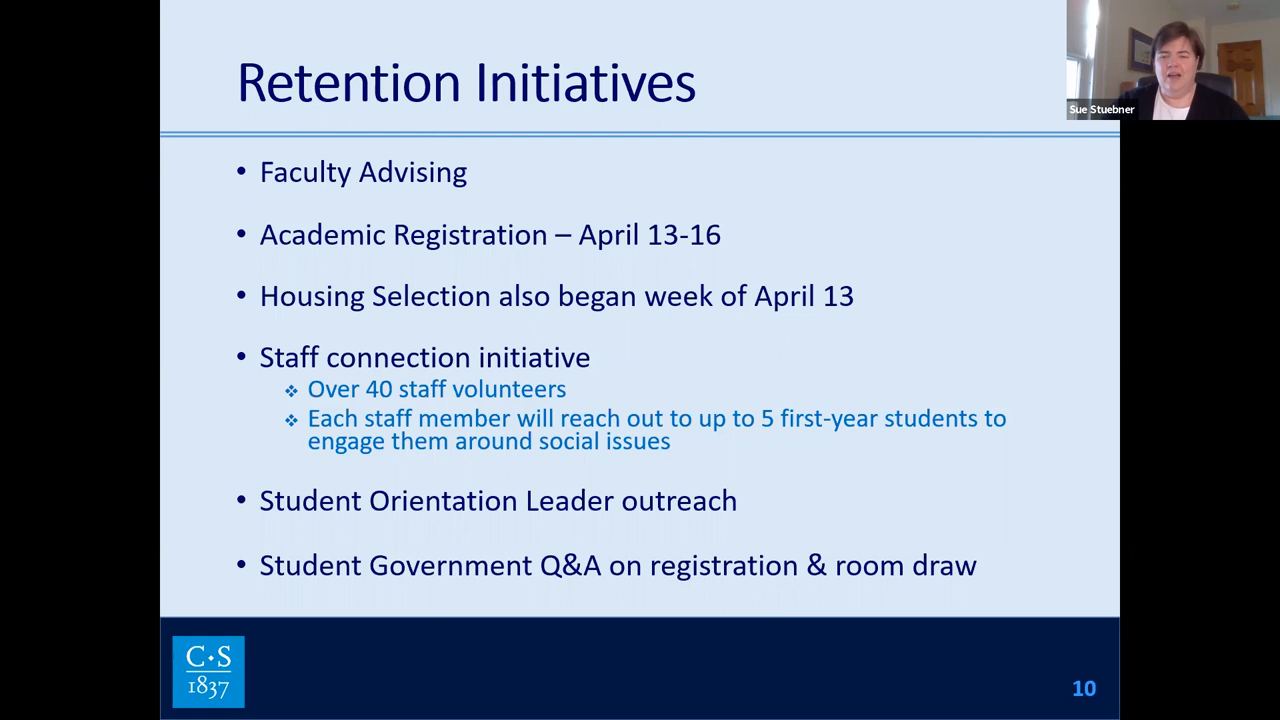 Retention Initiatives
Sue Stuebner
• Faculty Advising
• Academic Registration – April 13-16
• Housing Selection also began week of April 13
• Staff connection initiative
❖ Over 40 staff volunteers
❖ Each staff member will reach out to up to 5 first-year students to
engage them around social issues
• Student Orientation Leader outreach
• Student Government Q&A on registration & room draw
C•S
1837
10